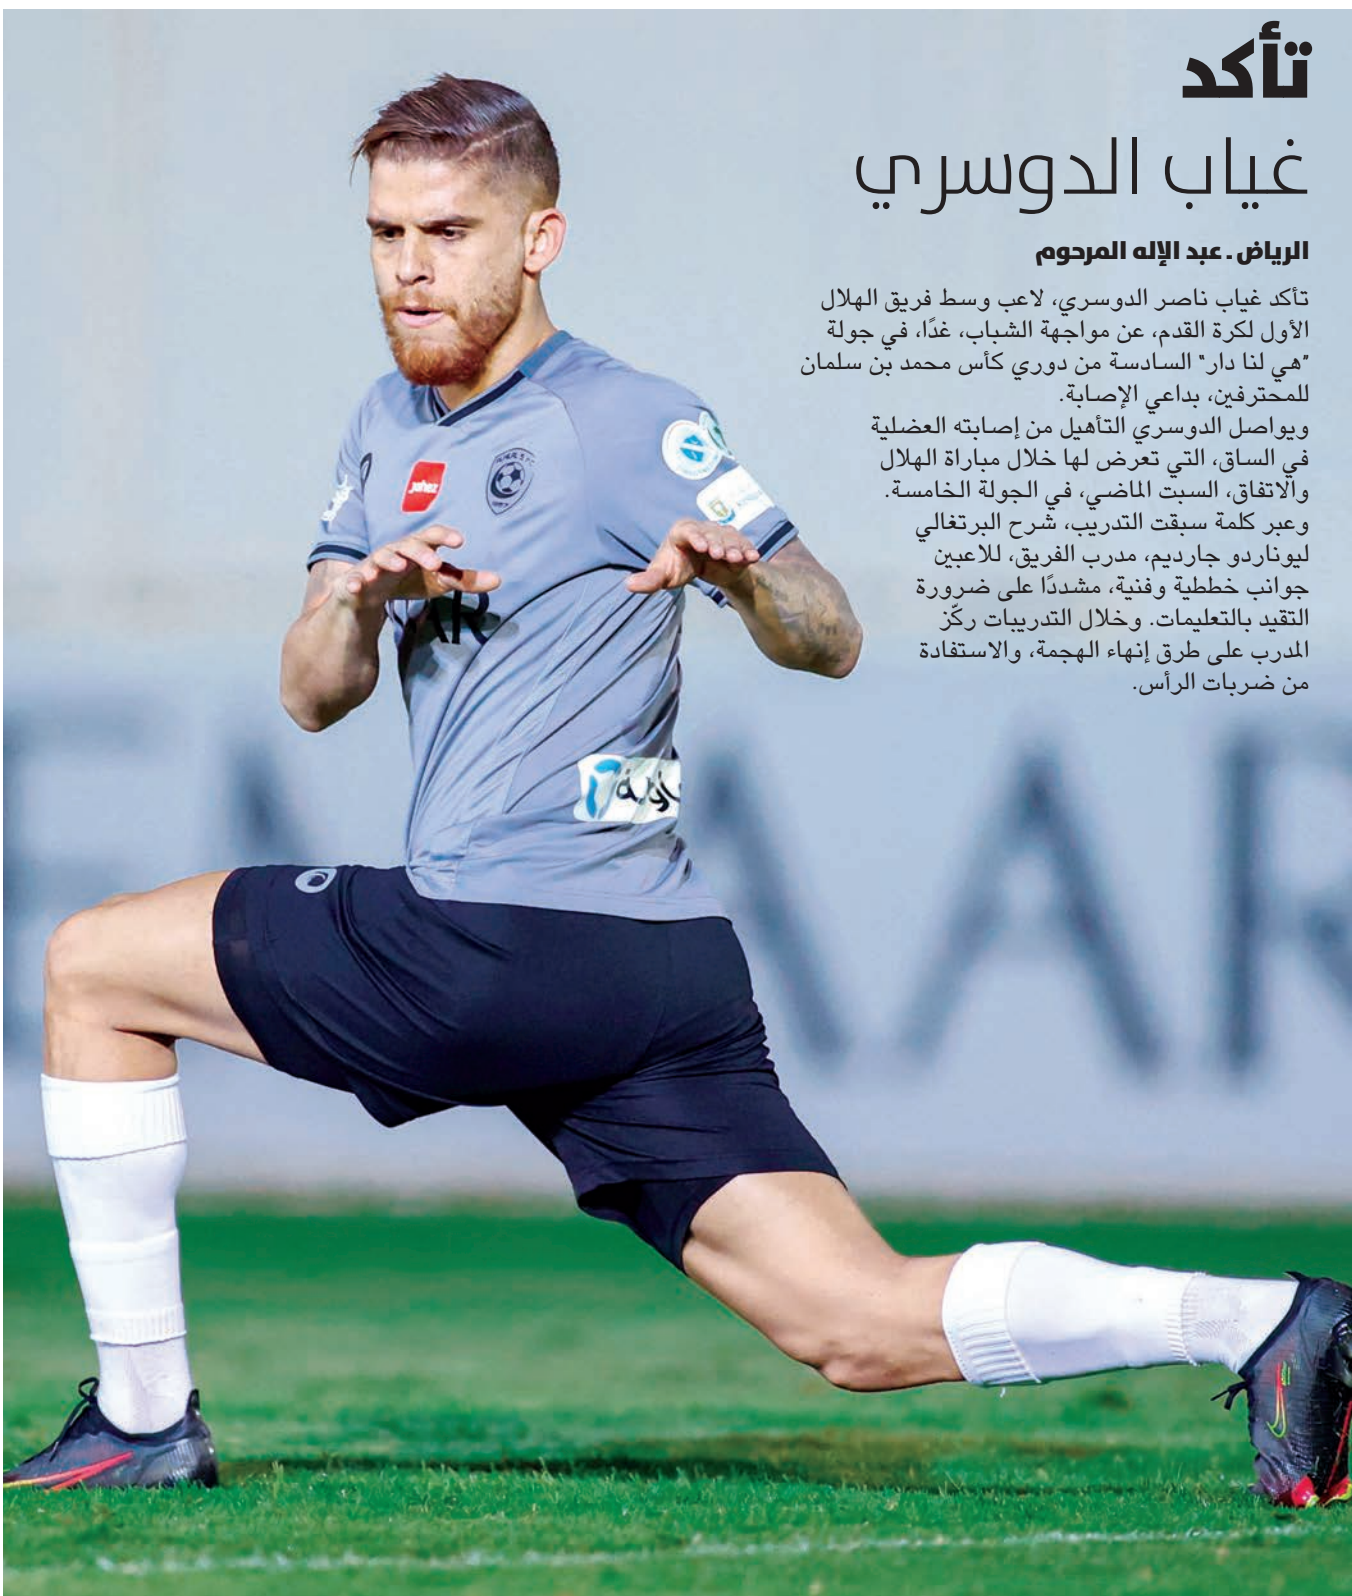 تأكد
غياب الدوسري
الرياض . عبد الإله المرحوم
تأكد غياب ناصر الدوسري، لاعب وسط فريق الهلال
الأول لكرة القدم، عن مواجهة الشباب، غدًا، في جولة
"هي لنا دار" السادسة من دوري كأس محمد بن سلمان
للمحترفين، بداعي الإصابة.
ويواصل الدوسري التأهيل من إصابته العضلية
في الساق، التي تعرض لها خلال مباراة الهلال
والاتفاق، السبت الماضي، في الجولة الخامسة.
وعبر كلمة سبقت التدريب، شرح البرتغالي
ليوناردو جارديم، مدرب الفريق، للاعبين
جوانب خططية وفنية، مشددًا على ضرورة
التقيد بالتعليمات. وخلال التدريبات ركّز
المدرب على طرق إنهاء الهجمة، والاستفادة
من ضربات الرأس.
jahez
AR
EMAAR